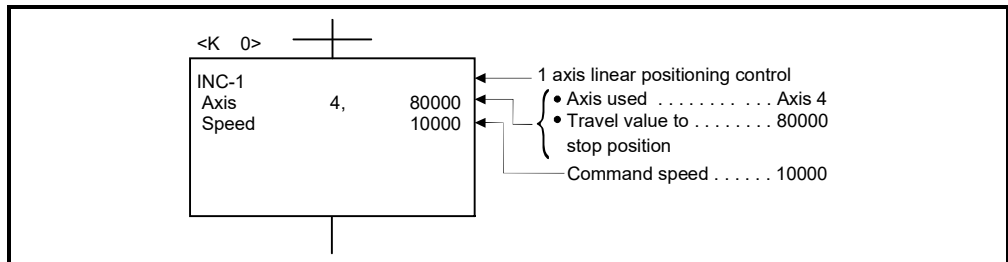 <K 0>
INC-1
Axis 4, 80000
Speed 10000
1 axis linear positioning control
• Axis used . . . . . . . . . . . Axis 4
• Travel value to . . . . . . . . 80000
stop position
Command speed . . . . . . 10000